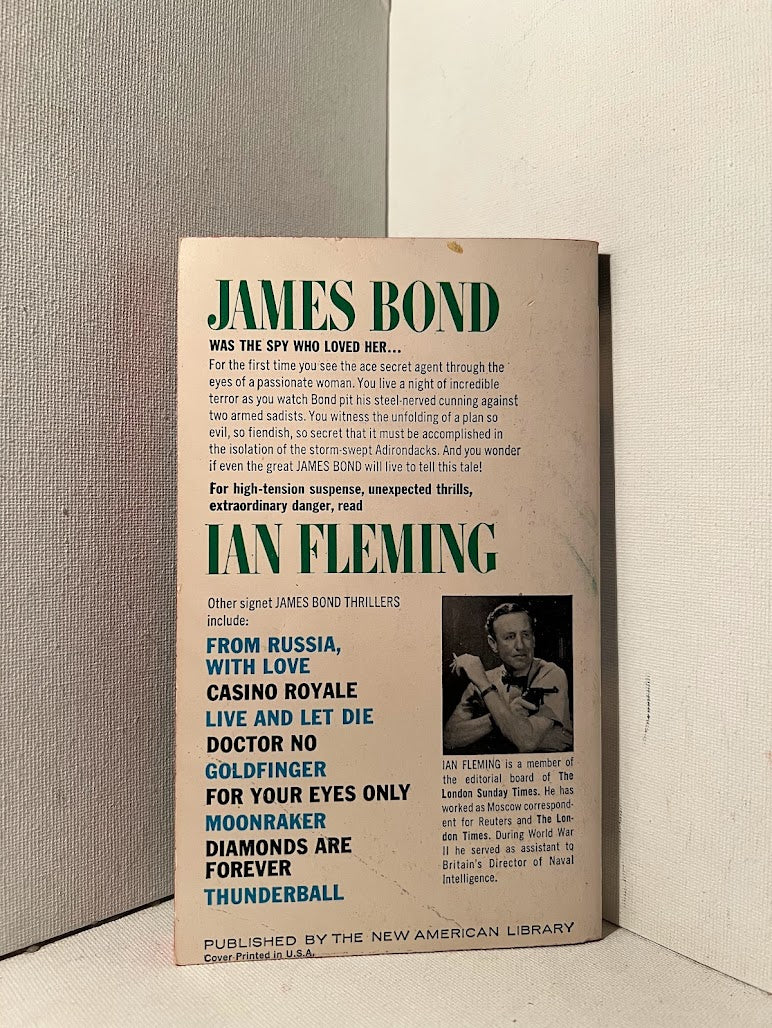 JAMES BOND
WAS THE SPY WHO LOVED HER...
For the first time you see the ace secret agent through the
eyes of a passionate woman. You live a night of incredible
terror as you watch Bond pit his steel-nerved cunning against
two armed sadists. You witness the unfolding of a plan so
evil, so fiendish, so secret that it must be accomplished in
the isolation of the storm-swept Adirondacks. And you wonder
if even the great JAMES BOND will live to tell this tale!
For high-tension suspense, unexpected thrills,
extraordinary danger, read
IAN FLEMING
Other signet JAMES BOND THRILLERS
include:
FROM RUSSIA,
WITH LOVE
CASINO ROYALE
LIVE AND LET DIE
DOCTOR NO
GOLDFINGER
FOR YOUR EYES ONLY
MOONRAKER
DIAMONDS ARE
FOREVER
THUNDERBALL
IAN FLEMING is a member of
the editorial board of The
London Sunday Times. He has
worked as Moscow correspond-
ent for Reuters and The Lon-
don Times. During World War
II he served as assistant to
Britain's Director of Naval
Intelligence.
PUBLISHED BY THE NEW AMERICAN LIBRARY
Cover Printed in U.S.A.